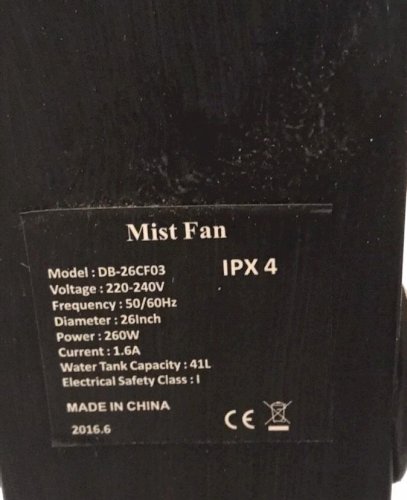 Mist Fan
Model : DB-26CF03
IPX 4
Voltage : 220-240V
Frequency : 50/60Hz
Diameter : 26Inch
Power : 260W
Current : 1.6A
Water Tank Capacity : 41L
Electrical Safety Class : I
MADE IN CHINA
2016.6
CE